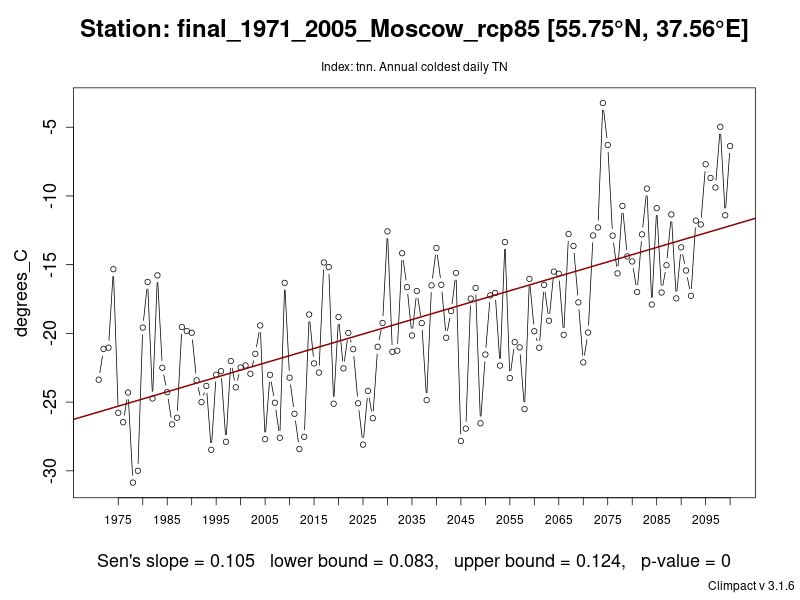 Station: final_1971_2005_Moscow_rcp85 [55.75°N, 37.56°E]
Index: tnn. Annual coldest daily TN
degrees_C
-5
-10
-15
-20
-25
-30
1975 1985 1995 2005 2015 2025 2035 2045 2055 2065 2075 2085 2095
Sen's slope = 0.105 lower bound = 0.083, upper bound = 0.124, p-value = 0
Climpact v 3.1.6